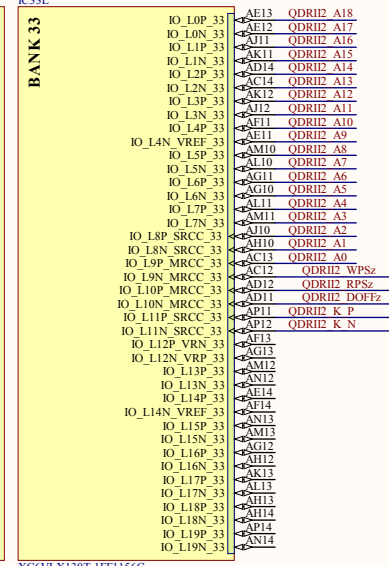 IC33E
BANK 33
IO_L0P_33 AE13 QDRII2_A18
IO_L0N_33 AE12 QDRII2_A17
IO_L1P_33 AJ11 QDRII2_A16
IO_L1N_33 AK11 QDRII2_A15
IO_L2P_33 AD14 QDRII2_A14
IO_L2N_33 AC14 QDRII2_A13
IO_L3P_33 AK12 QDRII2_A12
IO_L3N_33 AJ12 QDRII2_A11
IO_L4P_33 AF11 QDRII2_A10
IO_L4N_VREF_33 AE11 QDRII2_A9
IO_L5P_33 AM10 QDRII2_A8
IO_L5N_33 AL10 QDRII2_A7
IO_L6P_33 AG11 QDRII2_A6
IO_L6N_33 AG10 QDRII2_A5
IO_L7P_33 AL11 QDRII2_A4
IO_L7N_33 AM11 QDRII2_A3
IO_L8P_SRCC_33 AJ10 QDRII2_A2
IO_L8N_SRCC_33 AH10 QDRII2_A1
IO_L9P_MRCC_33 AC13 QDRII2_A0
IO_L9N_MRCC_33 AC12 QDRII2_WPSz
IO_L10P_MRCC_33 AD12 QDRII2_RPSz
IO_L10N_MRCC_33 AD11 QDRII2_DOFFz
IO_L11P_SRCC_33 AP11 QDRII2_K_P
IO_L11N_SRCC_33 AP12 QDRII2_K_N
IO_L12P_VRN_33 AF13
IO_L12N_VRP_33 AG13
IO_L13P_33 AM12
IO_L13N_33 AN12
IO_L14P_33 AE14
IO_L14N_VREF_33 AF14
IO_L15P_33 AN13
IO_L15N_33 AM13
IO_L16P_33 AG12
IO_L16N_33 AH12
IO_L17P_33 AK13
IO_L17N_33 AL13
IO_L18P_33 AH13
IO_L18N_33 AH14
IO_L19P_33 AP14
IO_L19N_33 AN14